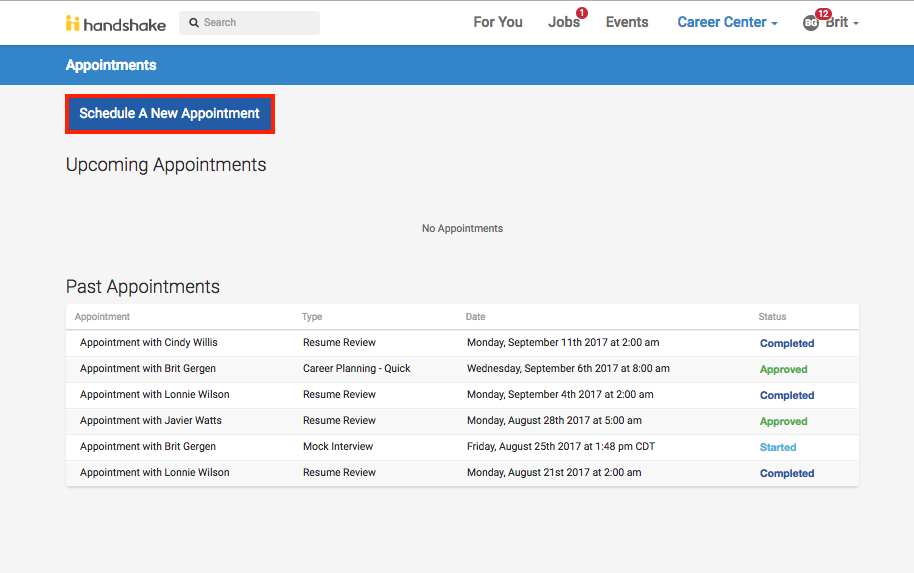 handshake Search For You Jobs 1 Events Career Center BG 12 Brit
Appointments
Schedule A New Appointment
Upcoming Appointments
No Appointments
Past Appointments
Appointment Type Date Status
Appointment with Cindy Willis Resume Review Monday, September 11th 2017 at 2:00 am Completed
Appointment with Brit Gergen Career Planning - Quick Wednesday, September 6th 2017 at 8:00 am Approved
Appointment with Lonnie Wilson Resume Review Monday, September 4th 2017 at 2:00 am Completed
Appointment with Javier Watts Resume Review Monday, August 28th 2017 at 5:00 am Approved
Appointment with Brit Gergen Mock Interview Friday, August 25th 2017 at 1:48 pm CDT Started
Appointment with Lonnie Wilson Resume Review Monday, August 21st 2017 at 2:00 am Completed